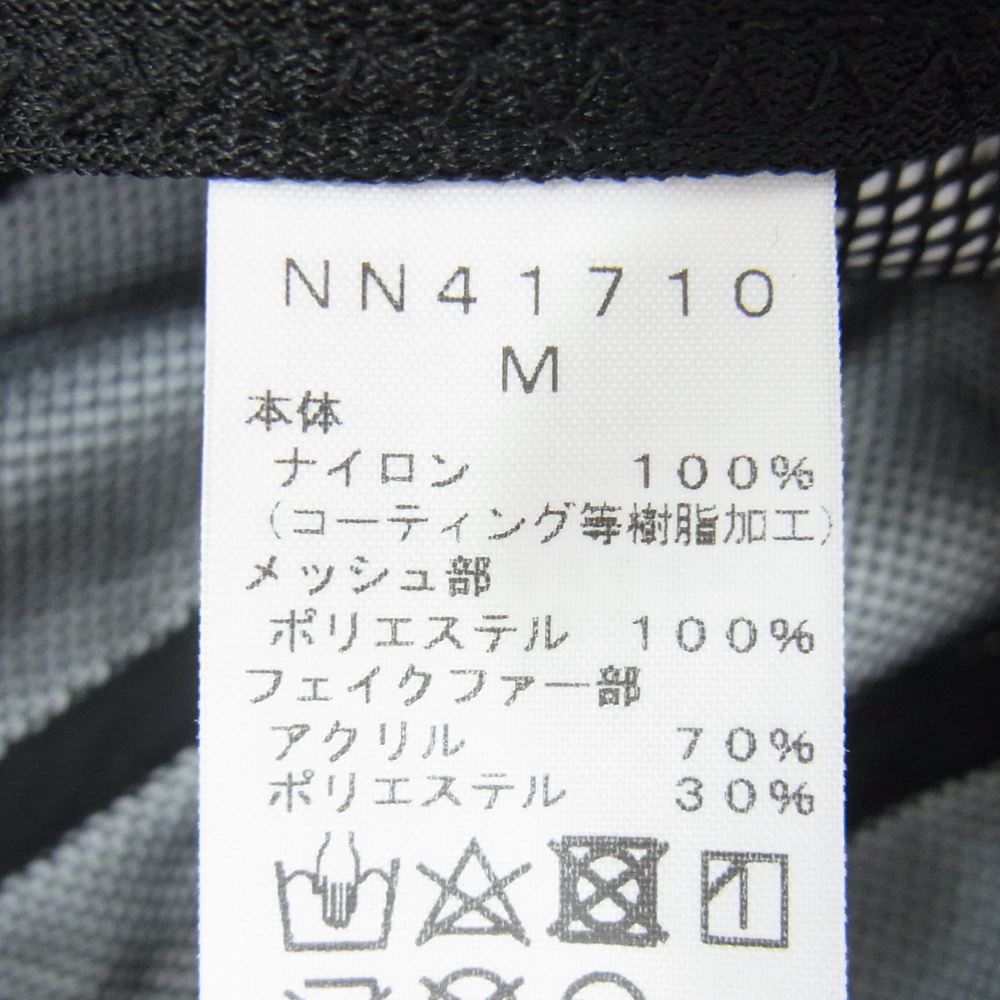 NN41710
M
本体
ナイロン 100%
（コーティング等樹脂加工）
メッシュ部
ポリエステル 100%
フェイクファー部
アクリル 70%
ポリエステル 30%